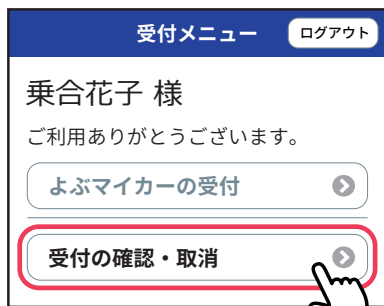 受付メニュー
ログアウト
乗合花子 様
ご利用ありがとうございます。
よぶマイカーの受付
受付の確認・取消